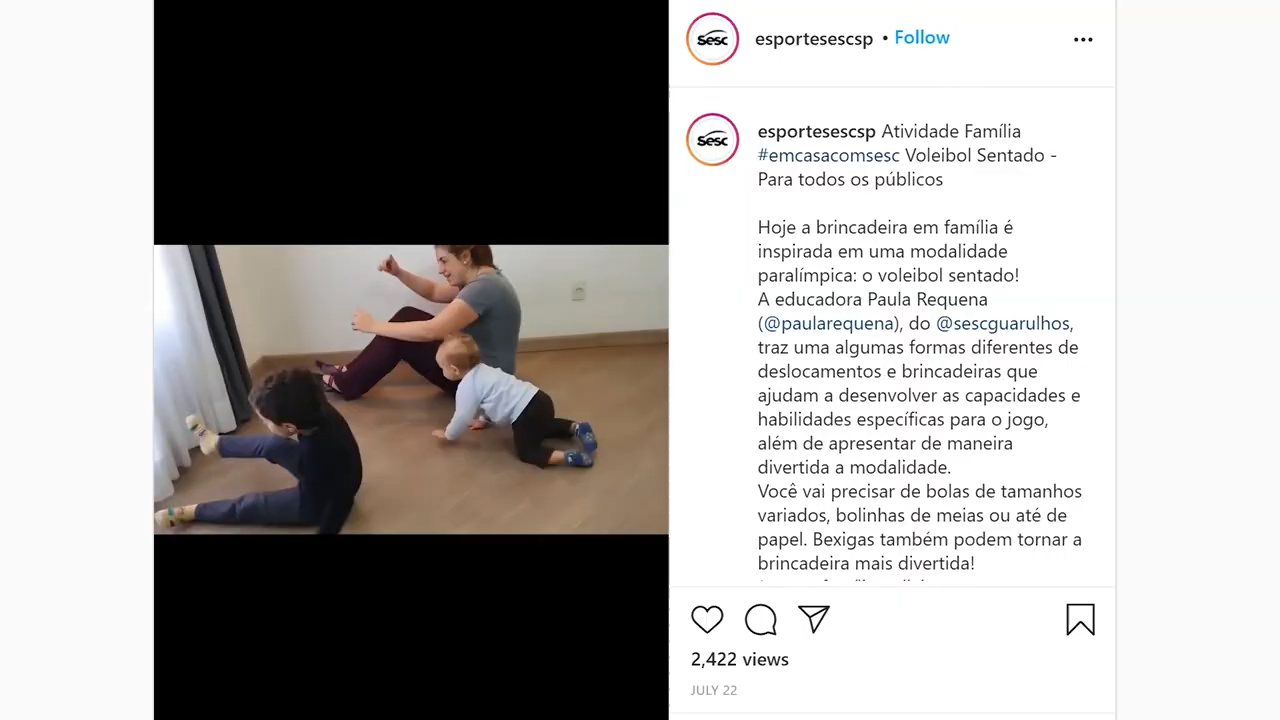 sesc
esportesescsp • Follow
sesc
esportesescsp Atividade Família
#emcasacomsesc Voleibol Sentado -
Para todos os públicos
Hoje a brincadeira em família é
inspirada em uma modalidade
paralímpica: o voleibol sentado!
A educadora Paula Requena
(@paularequena), do @sescguarulhos,
traz uma algumas formas diferentes de
deslocamentos e brincadeiras que
ajudam a desenvolver as capacidades e
habilidades específicas para o jogo,
além de apresentar de maneira
divertida a modalidade.
Você vai precisar de bolas de tamanhos
variados, bolinhas de meias ou até de
papel. Bexigas também podem tornar a
brincadeira mais divertida!
2,422 views
JULY 22